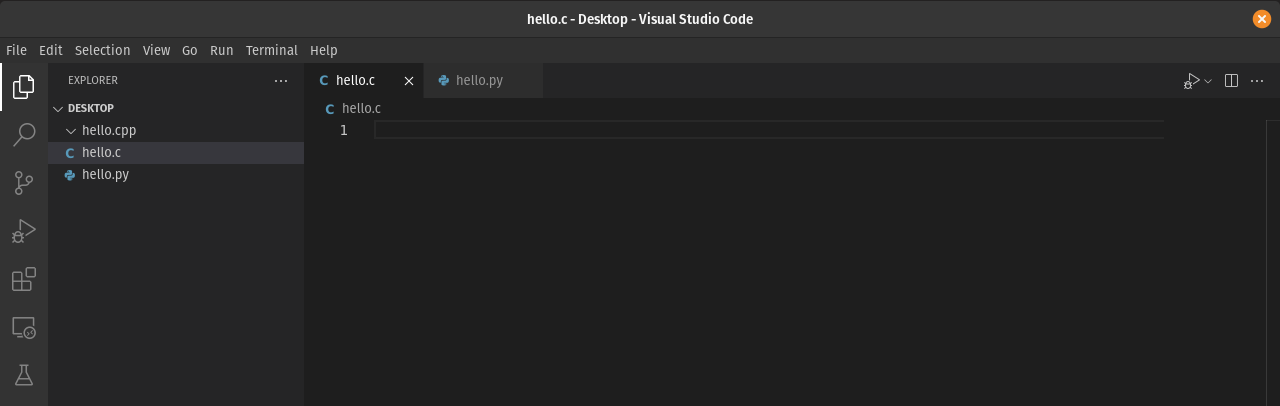 hello.c - Desktop - Visual Studio Code
File Edit Selection View Go Run Terminal Help
EXPLORER
DESKTOP
hello.cpp
C hello.c
hello.py
C hello.c
hello.py
C hello.c
1